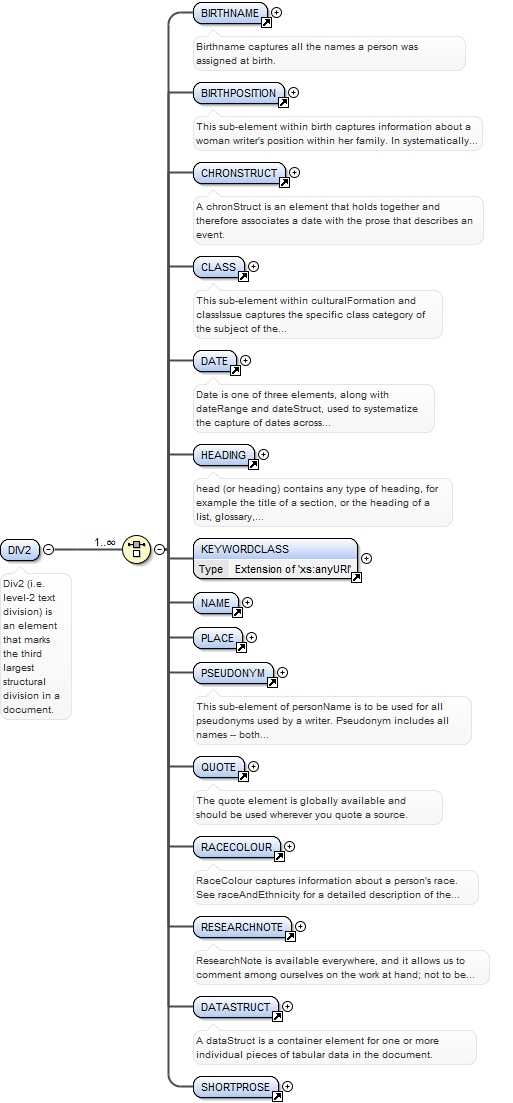 BIRTHNAME
Birthname captures all the names a person was
assigned at birth.
BIRTHPOSITION
This sub-element within birth captures information about a
woman writer's position within her family. In systematically...
CHRONSTRUCT
A chronStruct is an element that holds together and
therefore associates a date with the prose that describes an
event.
CLASS
This sub-element within culturalFormation and
classIssue captures the specific class category of
the subject of the...
DATE
Date is one of three elements, along with
dateRange and dateStruct, used to systematize
the capture of dates across...
HEADING
head (or heading) contains any type of heading, for
example the title of a section, or the heading of a
list, glossary,...
DIV2
1..∞
Div2 (i.e.
level-2 text
division) is
an element
that marks
the third
largest
structural
division in a
document.
KEYWORDCLASS
Type Extension of 'xs:anyURI'
NAME
PLACE
PSEUDONYM
This sub-element of personName is to be used for all
pseudonyms used by a writer. Pseudonym includes all
names -- both...
QUOTE
The quote element is globally available and
should be used wherever you quote a source.
RACECOLOUR
RaceColour captures information about a person's race.
See raceAndEthnicity for a detailed description of the...
RESEARCHNOTE
ResearchNote is available everywhere, and it allows us to
comment among ourselves on the work at hand; not to be...
DATASTRUCT
A dataStruct is a container element for one or more
individual pieces of tabular data in the document.
SHORTPROSE